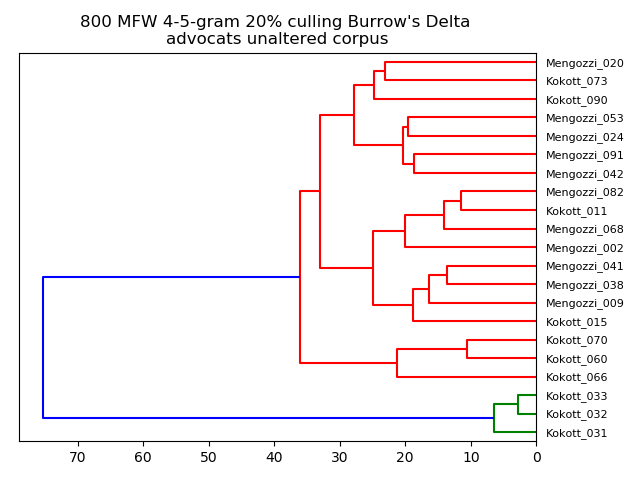 800 MFW 4-5-gram 20% culling Burrow's Delta
advocats unaltered corpus
Mengozzi_020
Kokott_073
Kokott_090
Mengozzi_053
Mengozzi_024
Mengozzi_091
Mengozzi_042
Mengozzi_082
Kokott_011
Mengozzi_068
Mengozzi_002
Mengozzi_041
Mengozzi_038
Mengozzi_009
Kokott_015
Kokott_070
Kokott_060
Kokott_066
Kokott_033
Kokott_032
Kokott_031
70 60 50 40 30 20 10 0